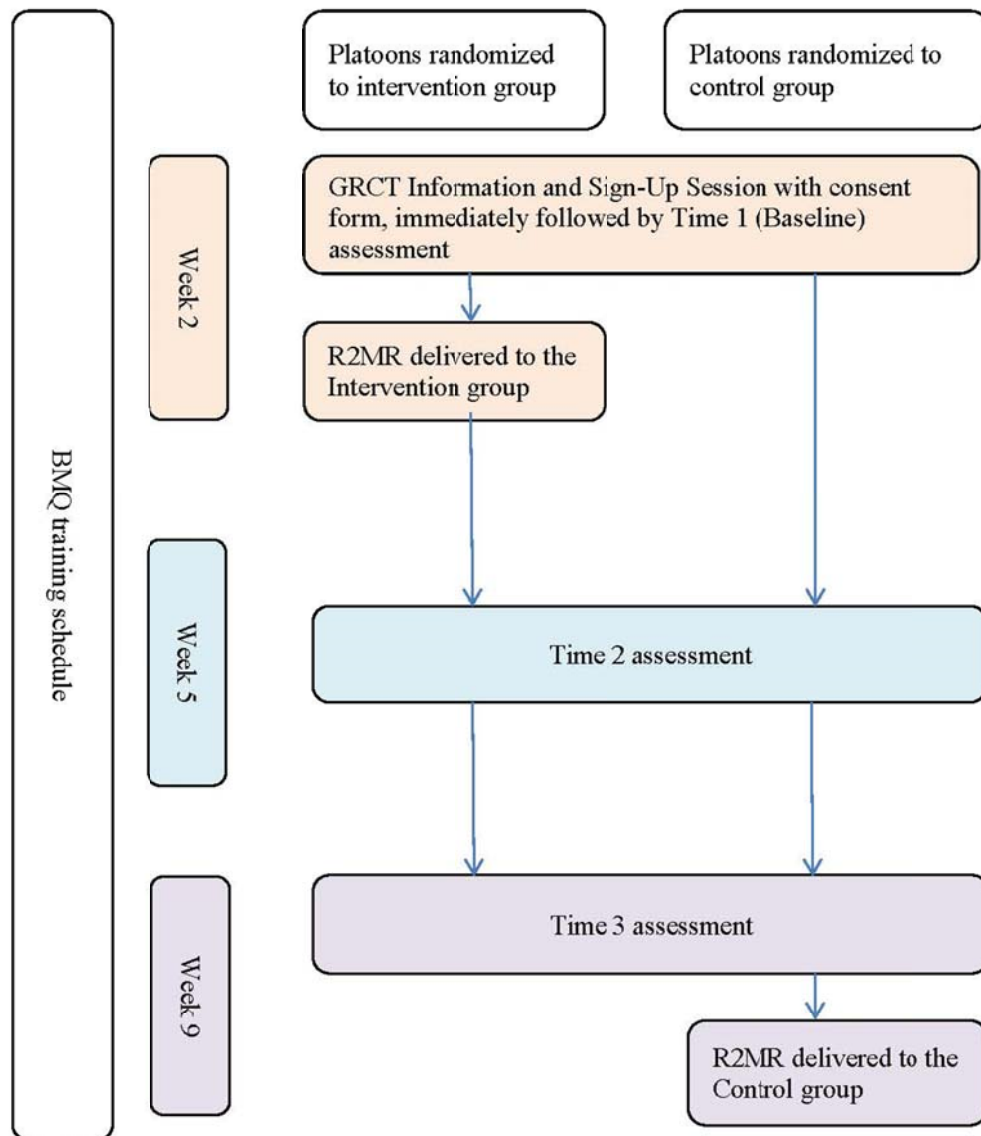 Platoons randomized
to intervention group
Platoons randomized to
control group
GRCT Information and Sign-Up Session with consent
form, immediately followed by Time 1 (Baseline)
assessment
Week 2
R2MR delivered to the
Intervention group
BMQ training schedule
Week 5
Time 2 assessment
Week 9
Time 3 assessment
R2MR delivered to the
Control group